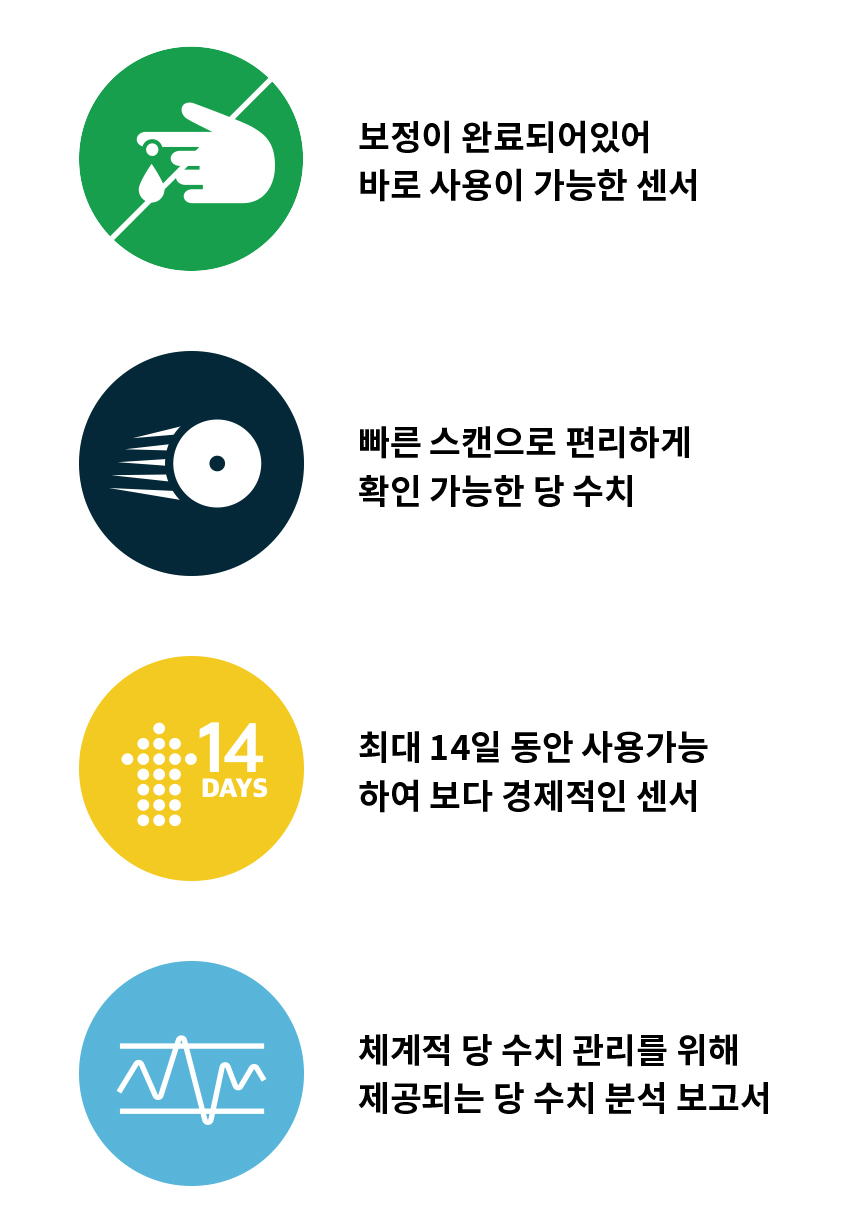 보정이 완료되어있어
바로 사용이 가능한 센서
빠른 스캔으로 편리하게
확인 가능한 당 수치
14
DAYS
최대 14일 동안 사용가능
하여 보다 경제적인 센서
체계적 당 수치 관리를 위해
제공되는 당 수치 분석 보고서